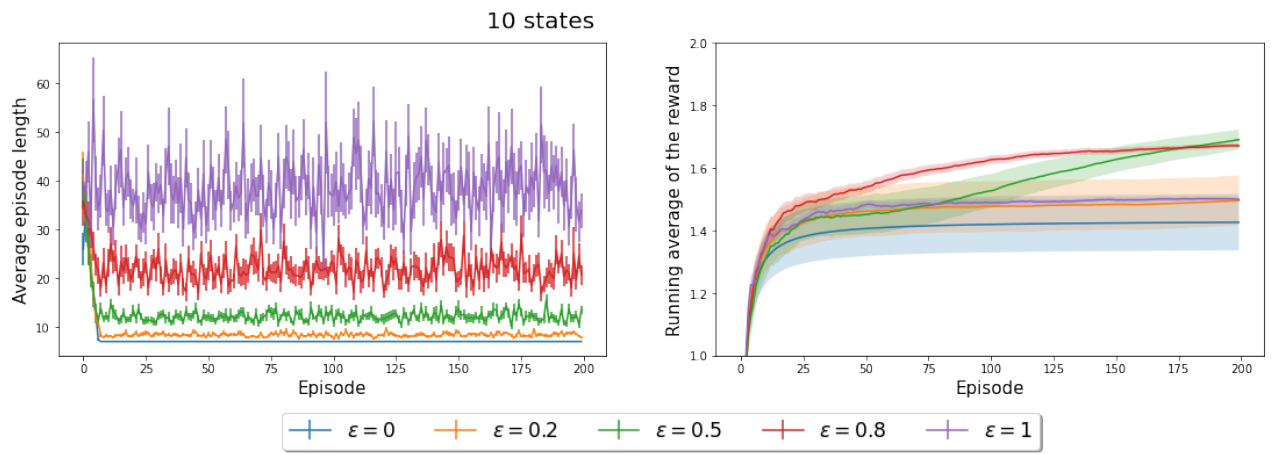 10 states
Average episode length
60
50
40
30
20
10
0 25 50 75 100 125 150 175 200
Episode
Running average of the reward
2.0
1.8
1.6
1.4
1.2
1.0
0 25 50 75 100 125 150 175 200
Episode
ε = 0 ε = 0.2 ε = 0.5 ε = 0.8 ε = 1